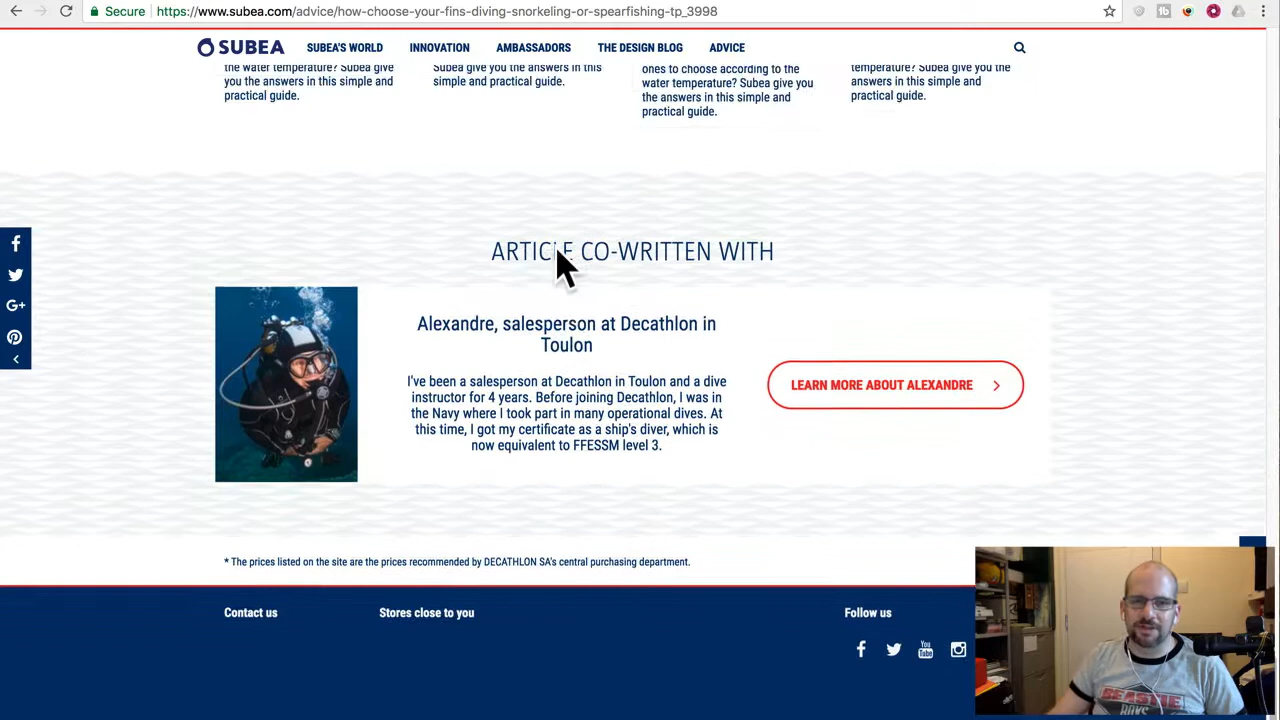 Secure https://www.subea.com/advice/how-choose-your-fins-diving-snorkeling-or-spearfishing-tp_3998
SUBEA SUBEA'S WORLD INNOVATION AMBASSADORS THE DESIGN BLOG ADVICE
the water temperature? Subea give
you the answers in this simple and
practical guide.
Subea give you the answers in this
simple and practical guide.
ones to choose according to the
water temperature? Subea give
you the answers in this simple and
practical guide.
temperature? Subea give you the
answers in this simple and
practical guide.
ARTICLE CO-WRITTEN WITH
Alexandre, salesperson at Decathlon in
Toulon
I've been a salesperson at Decathlon in Toulon and a dive
instructor for 4 years. Before joining Decathlon, I was in
the Navy where I took part in many operational dives. At
this time, I got my certificate as a ship's diver, which is
now equivalent to FFESSM level 3.
LEARN MORE ABOUT ALEXANDRE
* The prices listed on the site are the prices recommended by DECATHLON SA's central purchasing department.
Contact us
Stores close to you
Follow us
You
Tube
G+
BEASTIE
BOYS